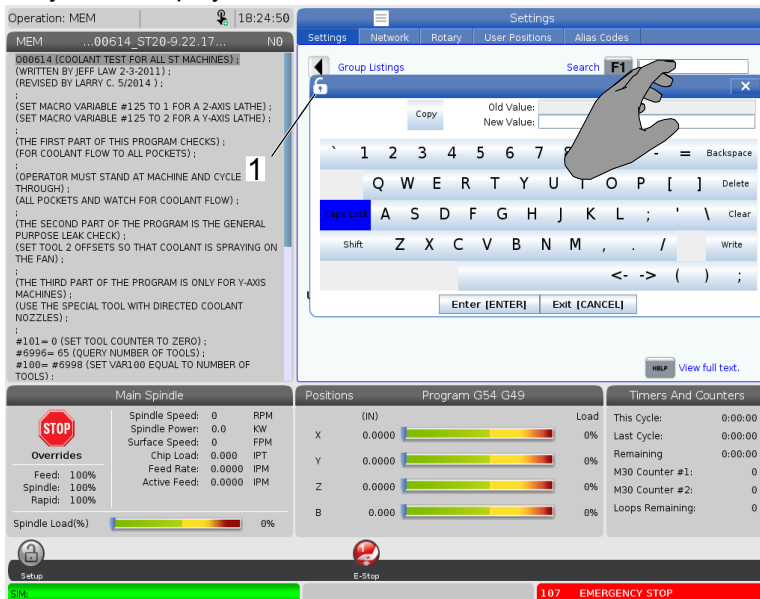 Operation: MEM
18:24:50
Settings
MEM ...00614_ST20-9.22.17... N0
Settings Network Rotary User Positions Alias Codes
O00614 (COOLANT TEST FOR ALL ST MACHINES) ;
(WRITTEN BY JEFF LAW 2-3-2011) ;
(REVISED BY LARRY C. 5/2014 ) ;
;
(SET MACRO VARIABLE #125 TO 1 FOR A 2-AXIS LATHE) ;
(SET MACRO VARIABLE #125 TO 2 FOR A Y-AXIS LATHE) ;
;
(THE FIRST PART OF THIS PROGRAM CHECKS) ;
(FOR COOLANT FLOW TO ALL POCKETS) ;
;
(OPERATOR MUST STAND AT MACHINE AND CYCLE
THROUGH) ;
(ALL POCKETS AND WATCH FOR COOLANT FLOW) ;
;
(THE SECOND PART OF THE PROGRAM IS THE GENERAL
PURPOSE LEAK CHECK) ;
(SET TOOL 2 OFFSETS SO THAT COOLANT IS SPRAYING ON
THE FAN) ;
;
(THE THIRD PART OF THE PROGRAM IS ONLY FOR Y-AXIS
MACHINES) ;
(USE THE SPECIAL TOOL WITH DIRECTED COOLANT
NOZZLES) ;
;
#101= 0 (SET TOOL COUNTER TO ZERO) ;
#6996= 65 (QUERY NUMBER OF TOOLS) ;
#100= #6998 (SET VAR100 EQUAL TO NUMBER OF
TOOLS) ;
1
Group Listings Search F1
X
Copy
Old Value:
New Value:
` 1 2 3 4 5 6 7 8 - = Backspace
Q W E R T Y U I O P [ ] Delete
Caps Lock A S D F G H J K L ; ' \ Clear
Shift Z X C V B N M , . / Write
<- -> ( ) ;
Enter [ENTER] Exit [CANCEL]
HELP View full text.
Main Spindle
STOP
Overrides
Feed: 100%
Spindle: 100%
Rapid: 100%
Spindle Speed: 0 RPM
Spindle Power: 0.0 KW
Surface Speed: 0 FPM
Chip Load: 0.000 IPT
Feed Rate: 0.0000 IPM
Active Feed: 0.0000 IPM
Spindle Load(%) 0%
Positions Program G54 G49
(IN) Load
X 0.0000 0%
Y 0.0000 0%
Z 0.0000 0%
B 0.000 0%
Timers And Counters
This Cycle: 0:00:00
Last Cycle: 0:00:00
Remaining 0:00:00
M30 Counter #1: 0
M30 Counter #2: 0
Loops Remaining: 0
Setup
E-Stop
SIM:
107 EMERGENCY STOP